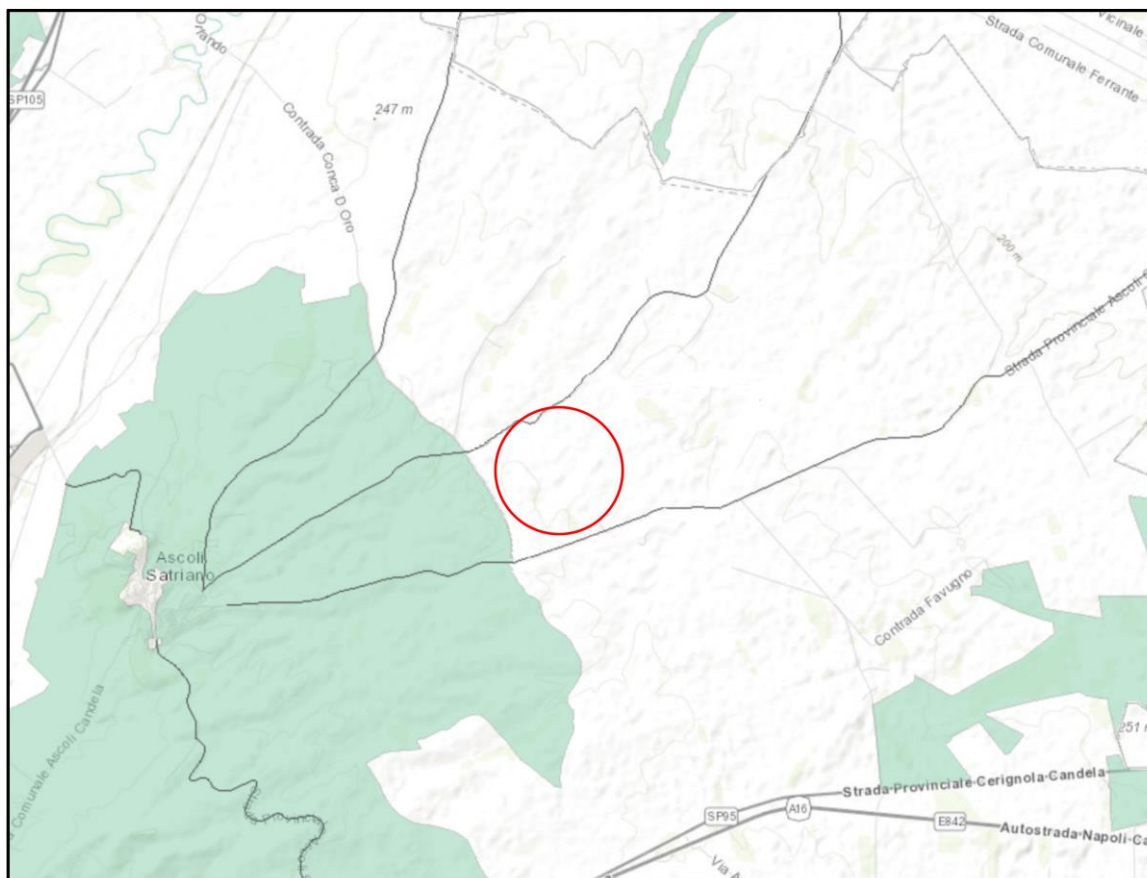 Orlando
Vicinale
Strada Comunale Ferrante
SP105
247 m
Contrada Conca D Oro
200 m
Strada Provinciale Ascoli
Ascoli
Satriano
Contrada Favugno
Comunale Ascoli Candela
251
Strada Provinciale Cerignola Candela
SP95
A16
E842
Autostrada Napoli Ca
Via A